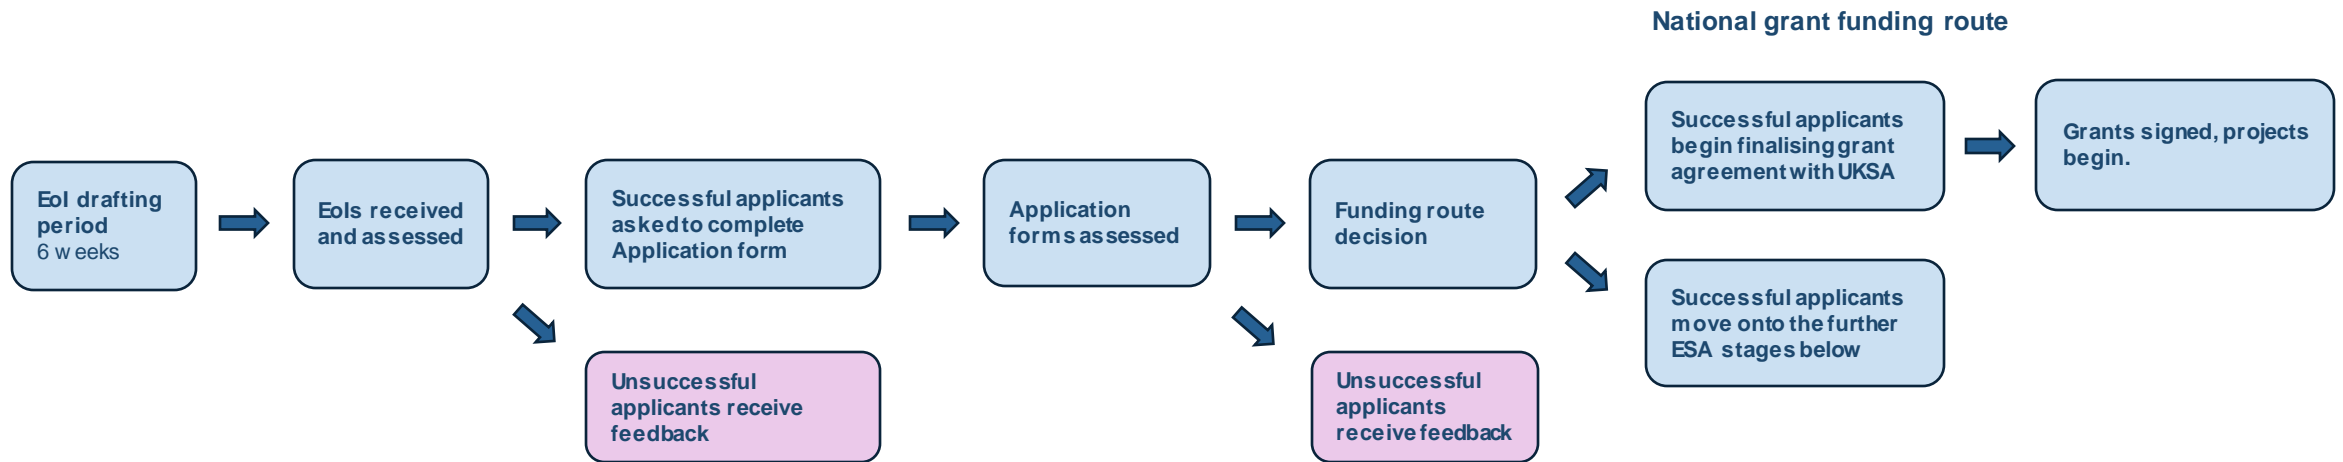 National grant funding route
EoI drafting
period
6 weeks
EoIs received
and assessed
Successful applicants
asked to complete
Application form
Unsuccessful
applicants receive
feedback
Application
forms assessed
Funding route
decision
Unsuccessful
applicants
receive feedback
Successful applicants
begin finalising grant
agreement with UKSA
Grants signed, projects
begin.
Successful applicants
move onto the further
ESA stages below